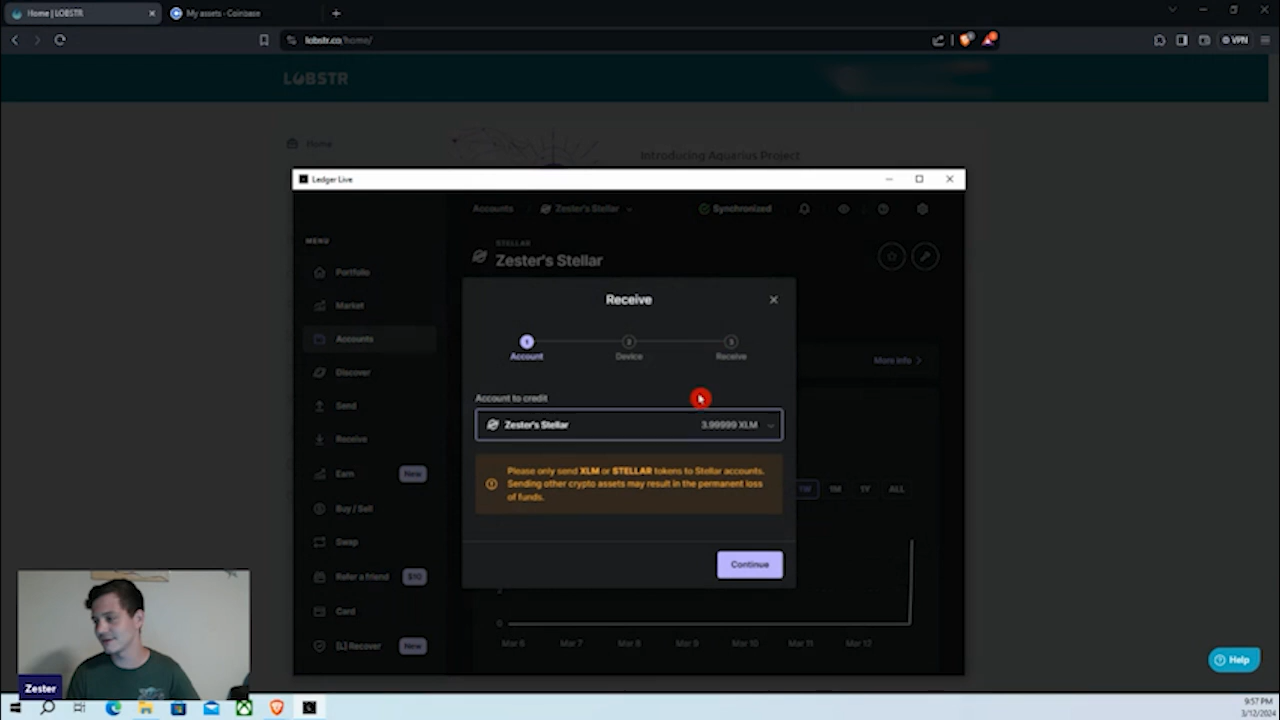 Home | LOBSTR
My assets - Coinbase
lobstr.co/home/
VPN
LOBSTR
Home
Introducing Aquarius Project
Ledger Live
Accounts
Zester's Stellar
Synchronized
MENU
STELLAR
Zester's Stellar
Portfolio
Market
Accounts
Discover
Send
Receive
Earn New
Buy / Sell
Swap
Refer a friend $10
Card
[L] Recover New
More info
Receive
1
2
3
Account
Device
Receive
Account to credit
Zester's Stellar 3.99999 XLM
Please only send XLM or STELLAR tokens to Stellar accounts.
Sending other crypto assets may result in the permanent loss
of funds.
Continue
1W 1M 1Y ALL
0
Mar 6 Mar 7 Mar 8 Mar 9 Mar 10 Mar 11 Mar 12
Help
Zester
9:57 PM
3/12/2024